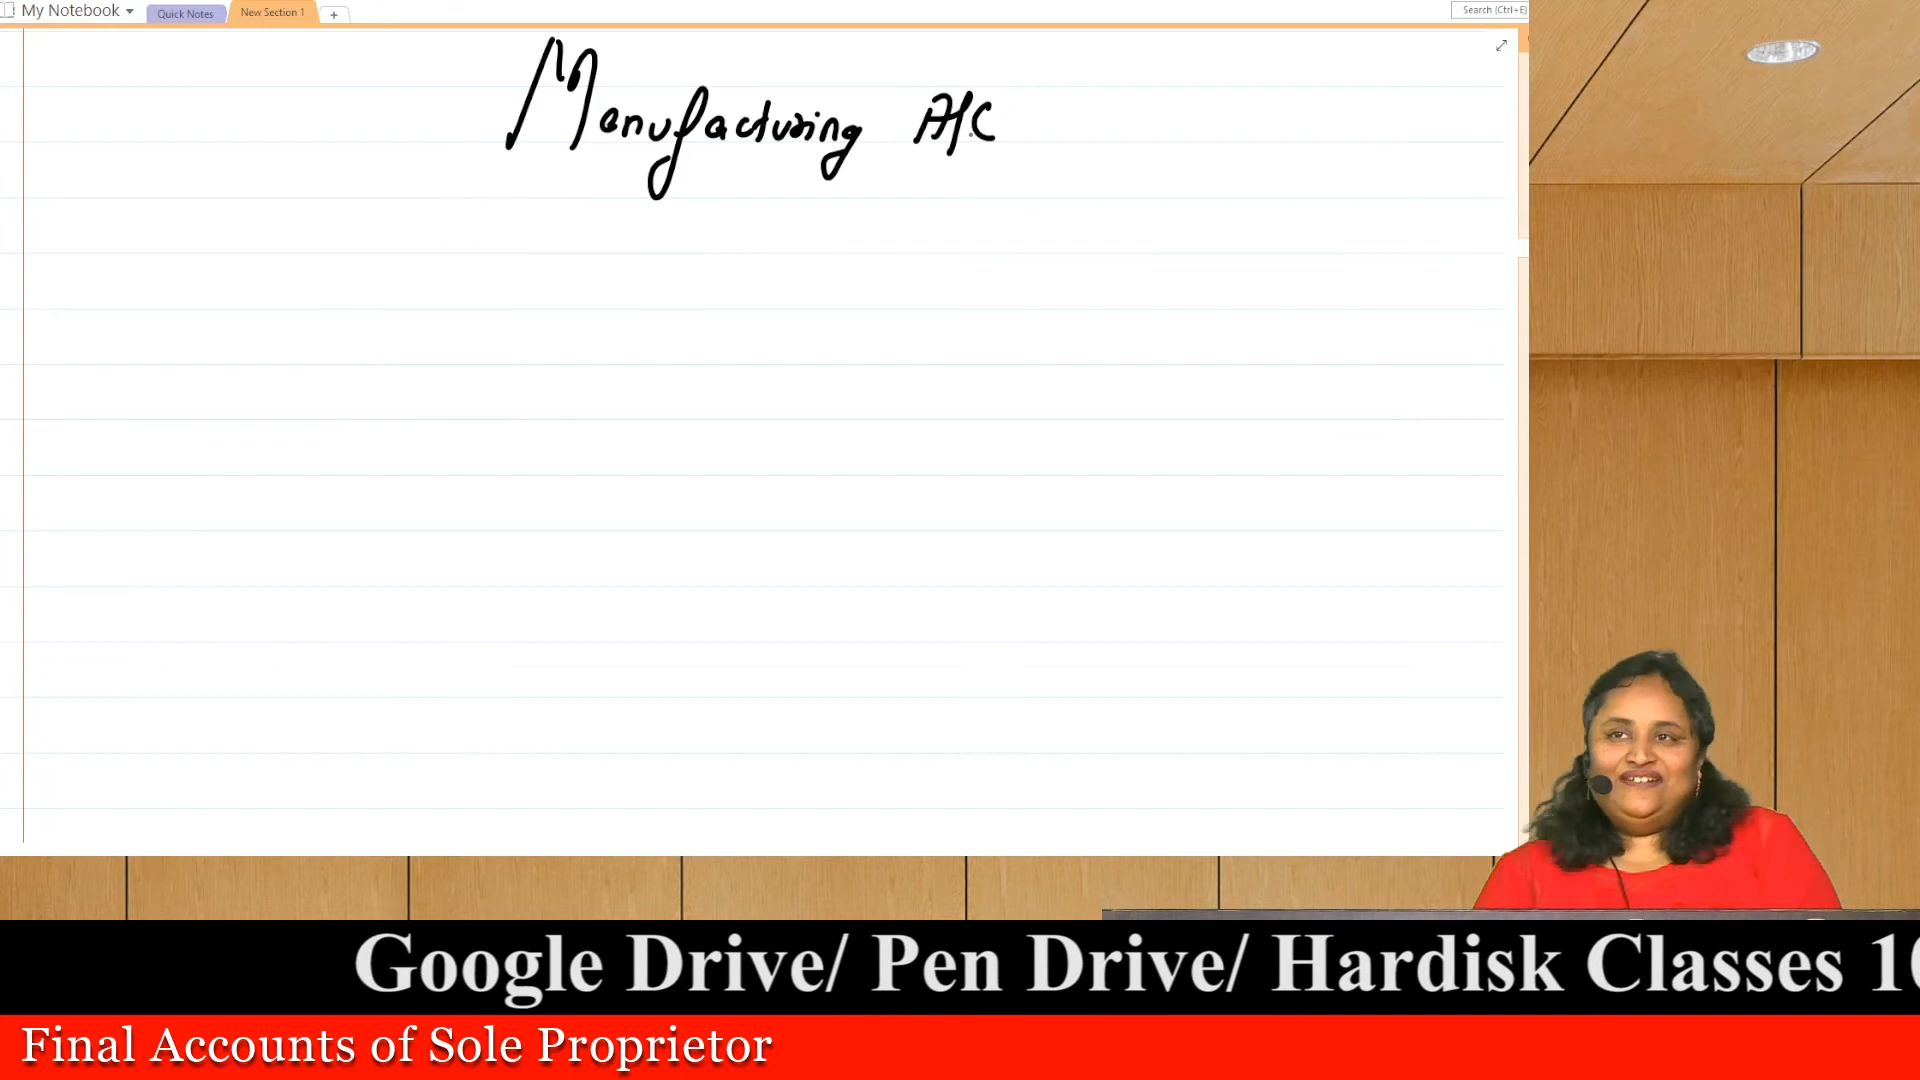 My Notebook
Quick Notes
New Section 1
+
Search (Ctrl+E)
Manufacturing A/C
Google Drive/ Pen Drive/ Hardisk Classes 10
Final Accounts of Sole Proprietor